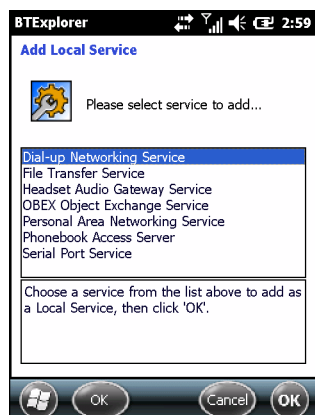 BTExplorer 2:59
Add Local Service
Please select service to add...
Dial-up Networking Service
File Transfer Service
Headset Audio Gateway Service
OBEX Object Exchange Service
Personal Area Networking Service
Phonebook Access Server
Serial Port Service
Choose a service from the list above to add as
a Local Service, then click 'OK'.
OK Cancel OK